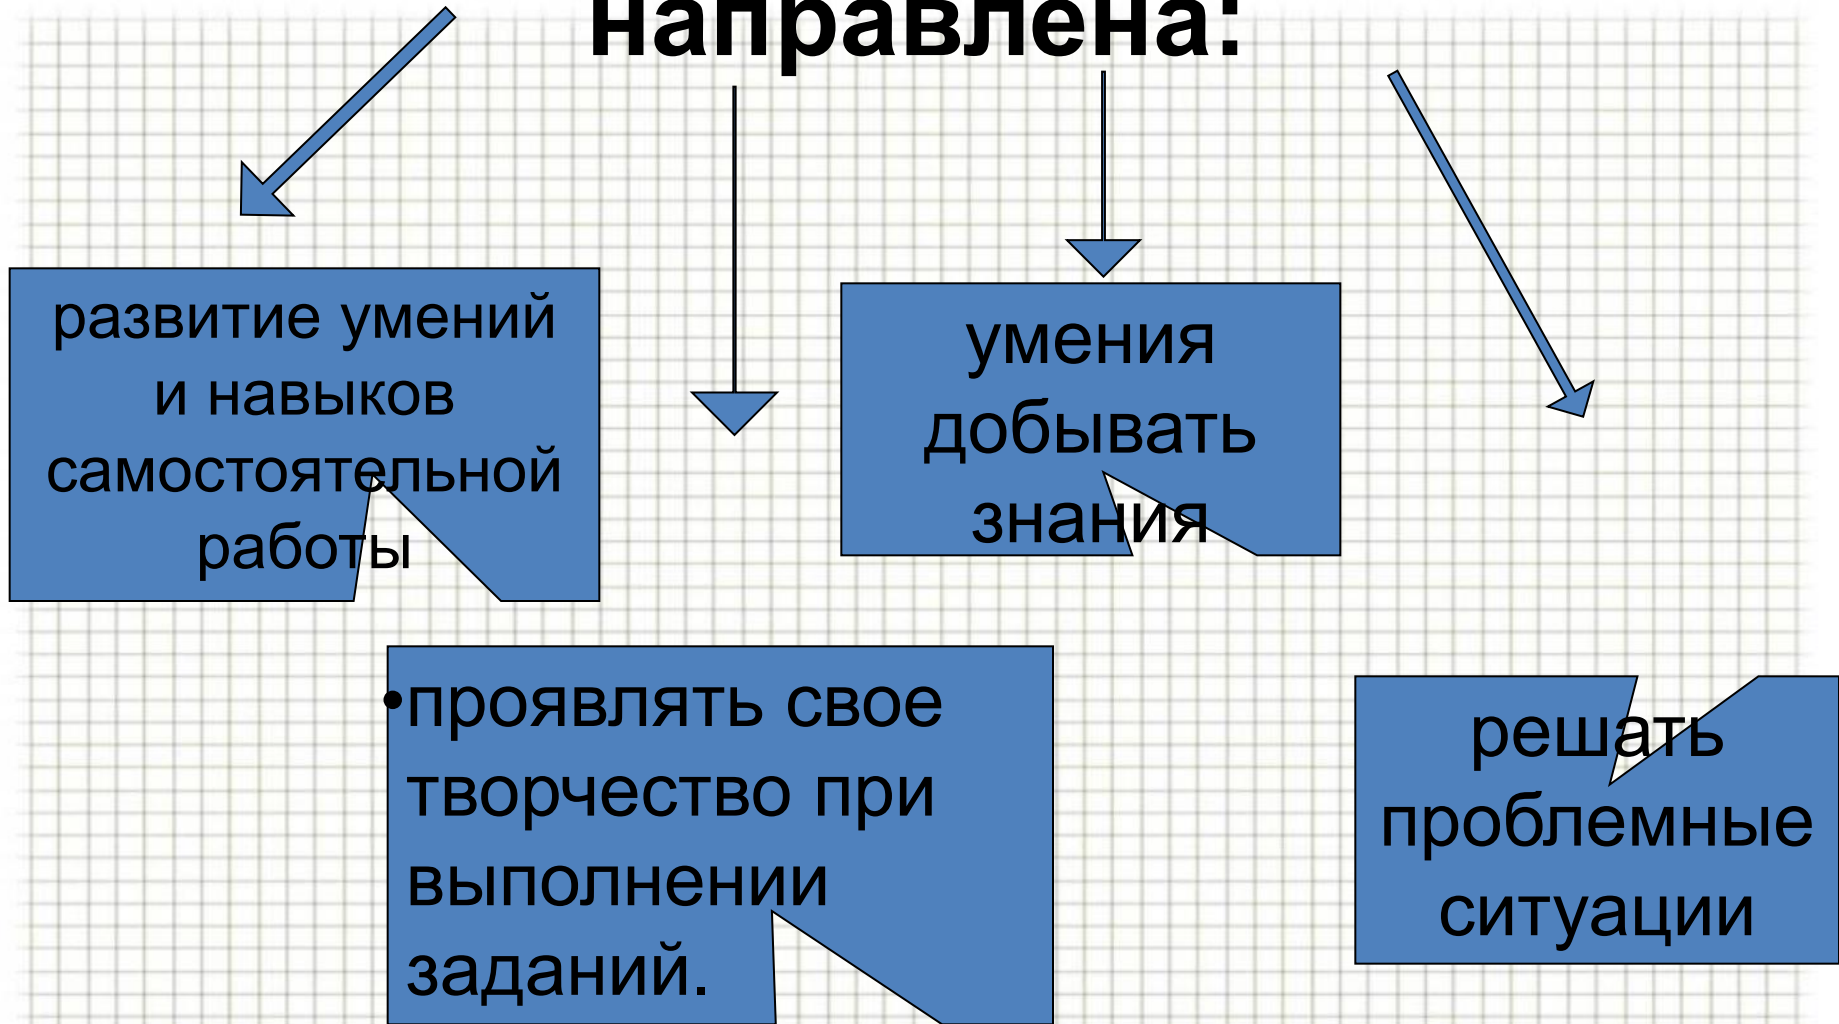 направлена:
развитие умений
и навыков
самостоятельной
работы
умения
добывать
знания
•проявлять свое
творчество при
выполнении
заданий.
решать
проблемные
ситуации